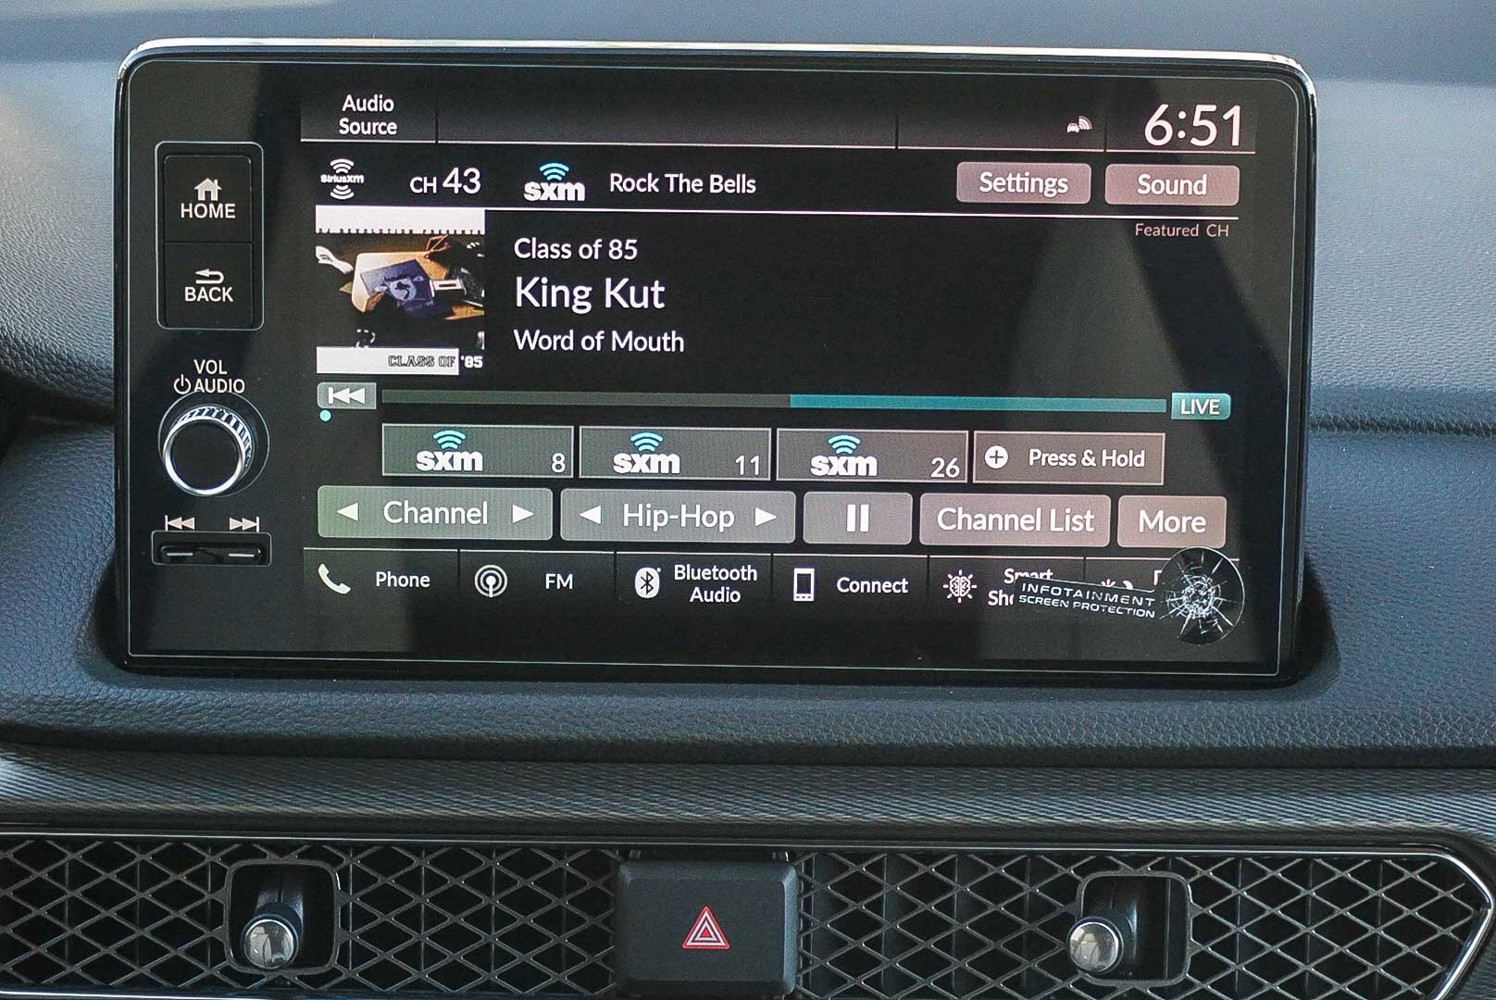 Audio
Source
6:51
HOME
BACK
VOL
AUDIO
SiriusXM
CH 43
sxm
Rock The Bells
Settings
Sound
Featured CH
Class of 85
King Kut
Word of Mouth
CLASS OF '85
LIVE
sxm 8
sxm 11
sxm 26
Press & Hold
Channel
Hip-Hop
Channel List
More
Phone
FM
Bluetooth
Audio
Connect
Smart
INFOTAINMENT
SCREEN PROTECTION